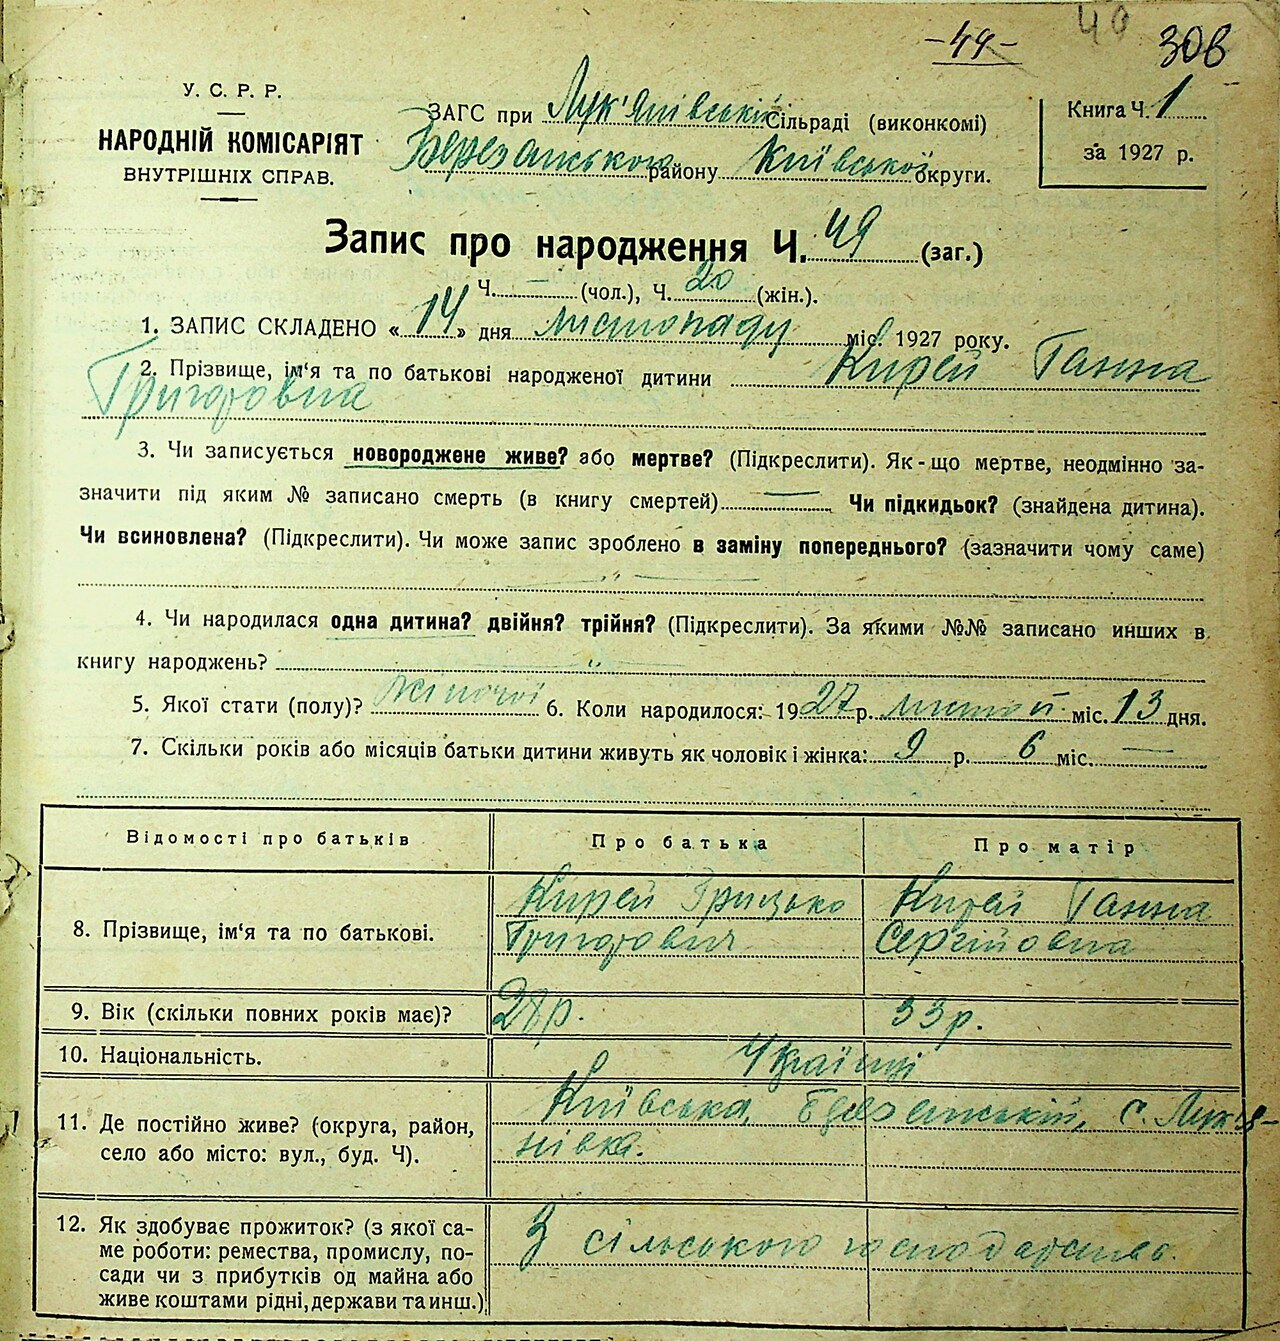 -49- 40 306
У. С. Р. Р.
НАРОДНІЙ КОМІСАРІЯТ
ВНУТРІШНІХ СПРАВ.
ЗАГС при Лук'янівській Сільраді (виконкомі)
Березанського району Київської округи.
Книга Ч. 1
за 1927 р.
Запис про народження Ч. 49 (заг.)
Ч. — (чол.), Ч. 20 (жін.).
1. ЗАПИС СКЛАДЕНО «14» дня листопаду міс. 1927 року.
2. Прізвище, ім'я та по батькові народженої дитини Кирей Ганна
Григоровна
3. Чи записується новороджене живе? або мертве? (Підкреслити). Як-що мертве, неодмінно за-
значити під яким № записано смерть (в книгу смертей) — Чи підкидьок? (знайдена дитина).
Чи всиновлена? (Підкреслити). Чи може запис зроблено в заміну попереднього? (зазначити чому саме)
— „ —
4. Чи народилася одна дитина? двійня? трійня? (Підкреслити). За якими №№ записано инших в
книгу народжень? — „ —
5. Якої стати (полу)? Жіночої 6. Коли народилося: 1927 р. листоп міс. 13 дня.
7. Скільки років або місяців батьки дитини живуть як чоловік і жінка: 9 р. 6 міс. —
Відомості про батьків Про батька Про матір
8. Прізвище, ім'я та по батькові. Кирей Грицько Кирей Ганна
Григорович Сергійовна
9. Вік (скільки повних років має)? 28 р. 33 р.
10. Національність. Українці
11. Де постійно живе? (округа, район, Київська, Березанський, с. Лукя-
село або місто: вул., буд. Ч). нівка.
12. Як здобуває прожиток? (з якої са- З сільського господарства.
ме роботи: ремества, промислу, по-
сади чи з прибутків од майна або
живе коштами рідні, держави та инш.)